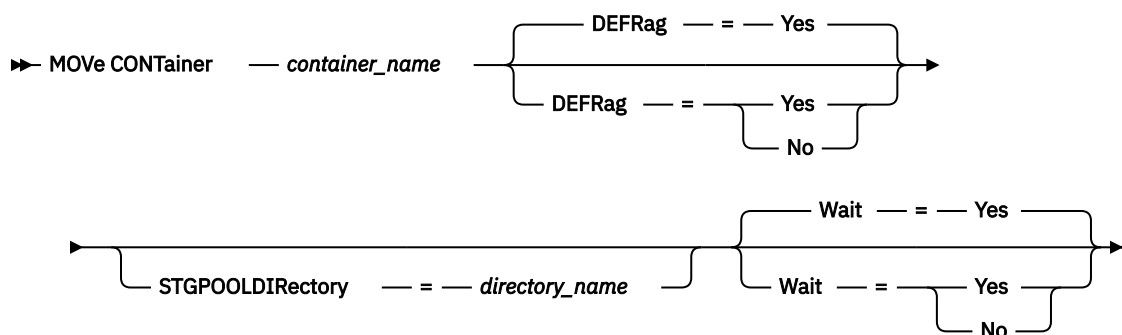 DEFRag = Yes
MOVe CONTainer container_name
DEFRag = Yes
No
Wait = Yes
STGPOOLDIRectory = directory_name
Wait = Yes
No